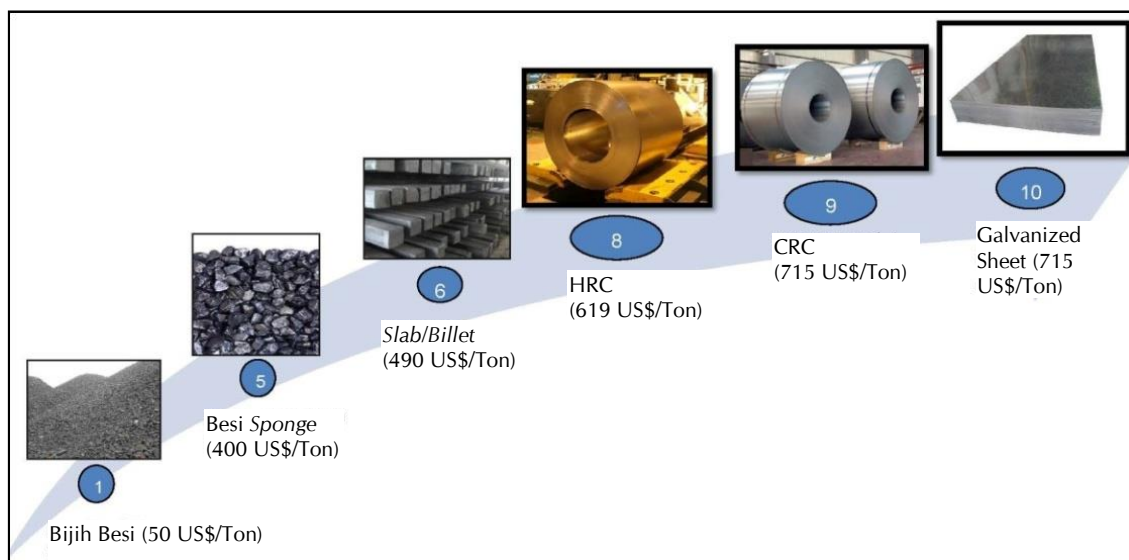 1
Bijih Besi (50 US$/Ton)
5
Besi Sponge
(400 US$/Ton)
6
Slab/Billet
(490 US$/Ton)
8
HRC
(619 US$/Ton)
9
CRC
(715 US$/Ton)
10
Galvanized
Sheet (715
US$/Ton)